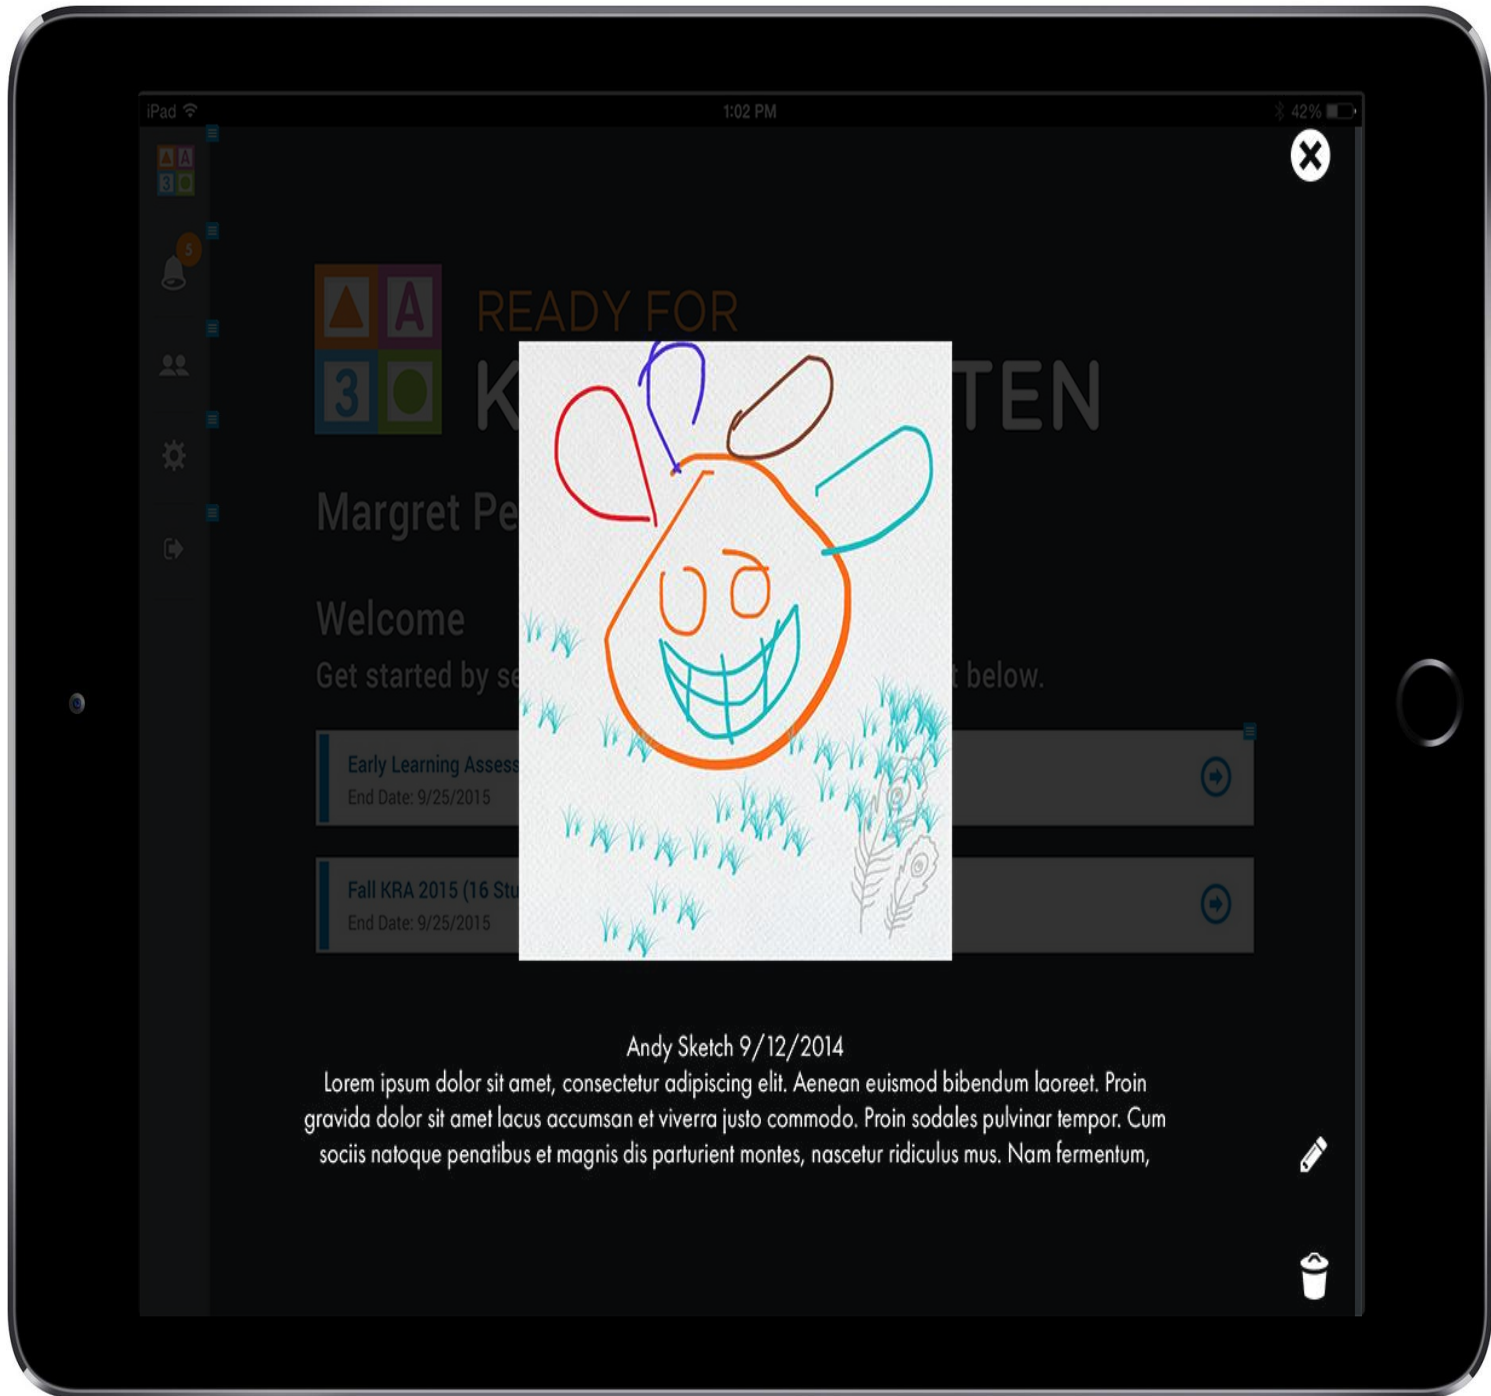 iPad 1:02 PM 42%
5
A
3
READY FOR
A
3
K TEN
Margret Pe
Welcome
Get started by se t below.
Early Learning Assess
End Date: 9/25/2015
Fall KRA 2015 (16 Stu
End Date: 9/25/2015
Andy Sketch 9/12/2014
Lorem ipsum dolor sit amet, consectetur adipiscing elit. Aenean euismod bibendum laoreet. Proin
gravida dolor sit amet lacus accumsan et viverra justo commodo. Proin sodales pulvinar tempor. Cum
sociis natoque penatibus et magnis dis parturient montes, nascetur ridiculus mus. Nam fermentum,